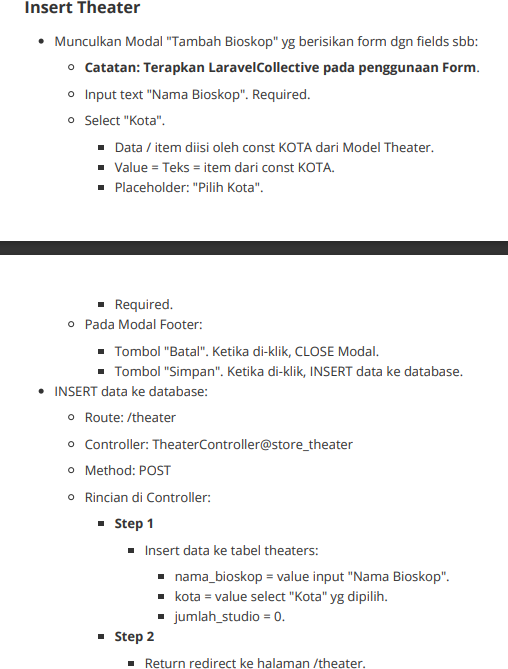 Insert Theater
Munculkan Modal "Tambah Bioskop" yg berisikan form dgn fields sbb:
Catatan: Terapkan LaravelCollective pada penggunaan Form.
Input text "Nama Bioskop". Required.
Select "Kota".
Data / item diisi oleh const KOTA dari Model Theater.
Value = Teks = item dari const KOTA.
Placeholder: "Pilih Kota".
Required.
Pada Modal Footer:
Tombol "Batal". Ketika di-klik, CLOSE Modal.
Tombol "Simpan". Ketika di-klik, INSERT data ke database.
INSERT data ke database:
Route: /theater
Controller: TheaterController@store_theater
Method: POST
Rincian di Controller:
Step 1
Insert data ke tabel theaters:
nama_bioskop = value input "Nama Bioskop".
kota = value select "Kota" yg dipilih.
jumlah_studio = 0.
Step 2
Return redirect ke halaman /theater.